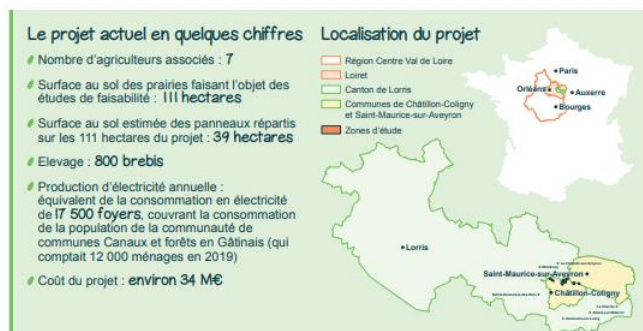 Le projet actuel en quelques chiffres
Nombre d'agriculteurs associés : 7
Surface au sol des prairies faisant l'objet des
études de faisabilité : 111 hectares
Surface au sol estimée des panneaux répartis
sur les 111 hectares du projet : 39 hectares
Elevage : 800 brebis
Production d'électricité annuelle :
équivalent de la consommation en électricité
de 17 500 foyers, couvrant la consommation
de la population de la communauté de
communes Canaux et forêts en Gâtinais (qui
comptait 12 000 ménages en 2019)
Coût du projet : environ 34 M€
Localisation du projet
Région Centre Val de Loire
Loiret
Canton de Lorris
Communes de Châtillon-Coligny
et Saint-Maurice-sur-Aveyron
Zones d'étude
Paris
Orléans
Auxerre
Bourges
Lorris
Saint-Maurice-sur-Aveyron
Châtillon-Coligny